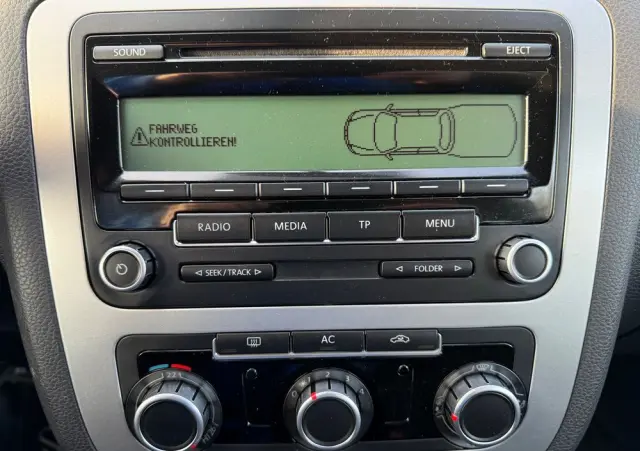 SOUND
EJECT
FAHRWEG
KONTROLLIEREN!
RADIO
MEDIA
TP
MENU
SEEK / TRACK
FOLDER
AC